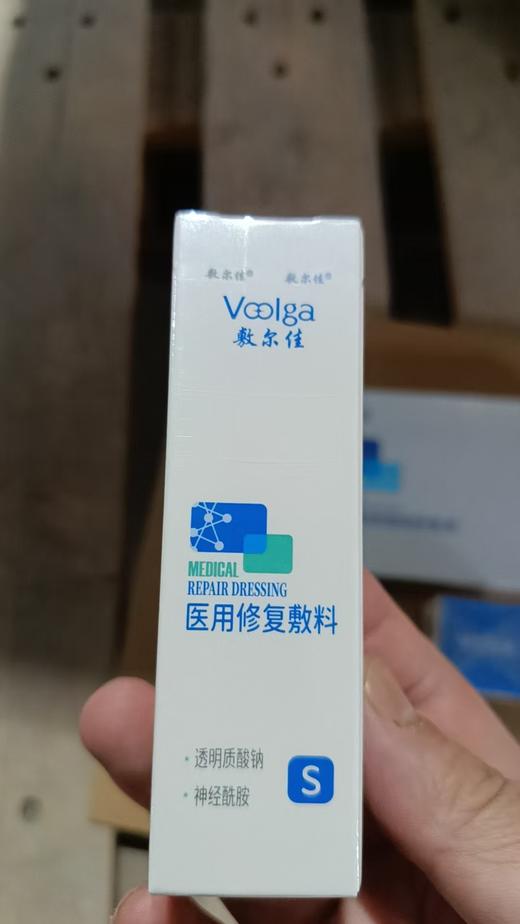 敷尔佳® 敷尔佳®
Voolga
敷尔佳
MEDICAL
REPAIR DRESSING
医用修复敷料
· 透明质酸钠
· 神经酰胺
S